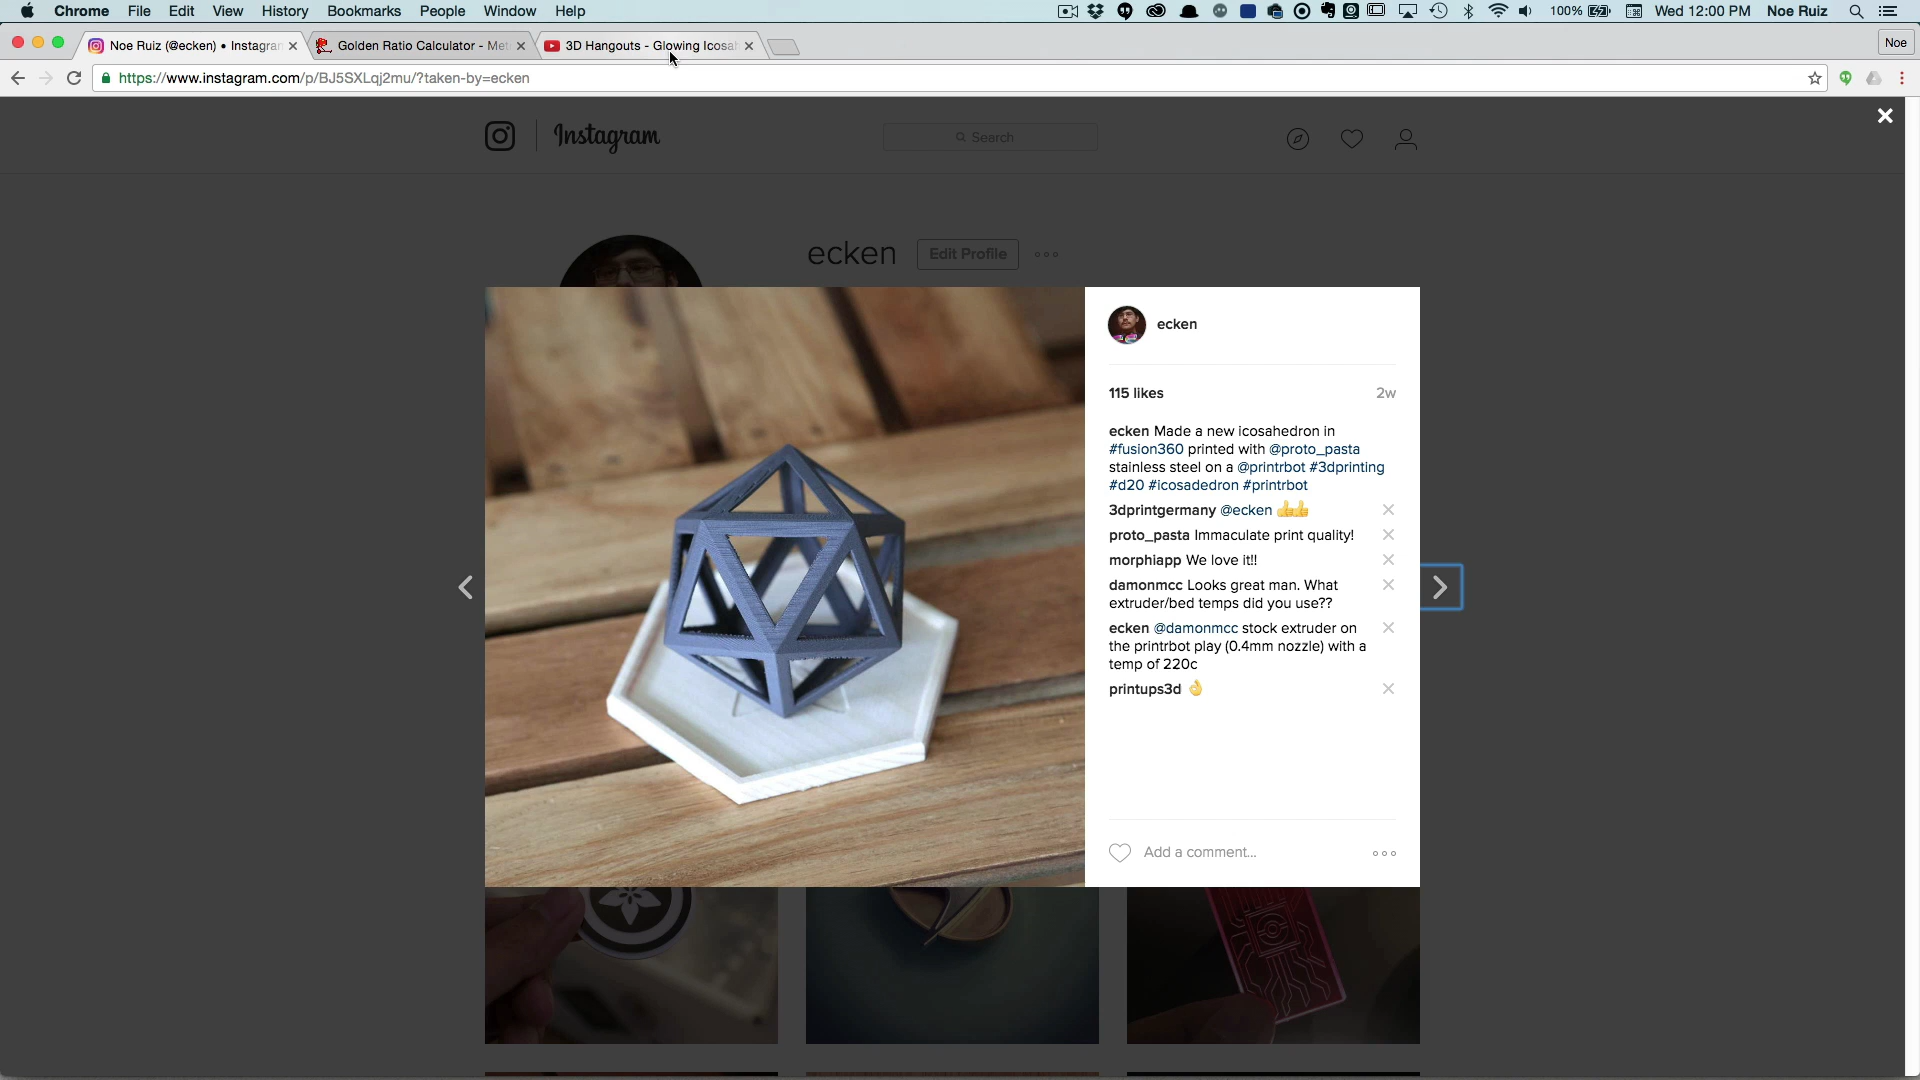 Chrome File Edit View History Bookmarks People Window Help 100% Wed 12:00 PM Noe Ruiz
Noe Ruiz (@ecken) • Instagran Golden Ratio Calculator - Met 3D Hangouts - Glowing Icosah Noe
https://www.instagram.com/p/BJ5SXLqj2mu/?taken-by=ecken
Instagram Search
ecken Edit Profile
ecken
115 likes 2w
ecken Made a new icosahedron in
#fusion360 printed with @proto_pasta
stainless steel on a @printrbot #3dprinting
#d20 #icosadedron #printrbot
3dprintgermany @ecken 👍👍
proto_pasta Immaculate print quality!
morphiapp We love it!!
damonmcc Looks great man. What
extruder/bed temps did you use??
ecken @damonmcc stock extruder on
the printrbot play (0.4mm nozzle) with a
temp of 220c
printups3d 👌
Add a comment...